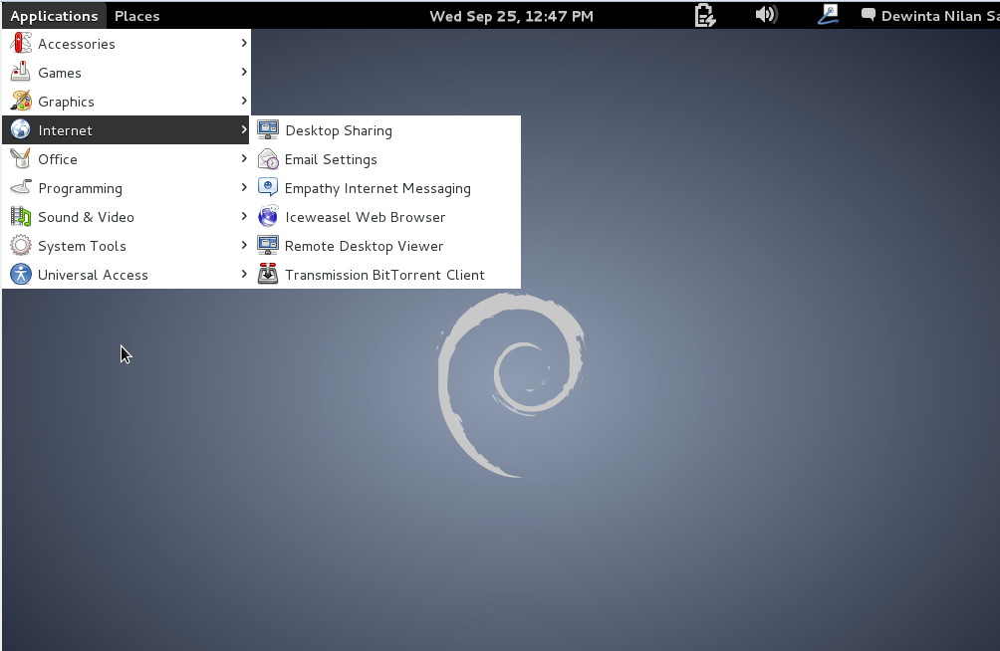 Applications Places Wed Sep 25, 12:47 PM Dewinta Nilan
Accessories
Games
Graphics
Internet
Office
Programming
Sound & Video
System Tools
Universal Access
Desktop Sharing
Email Settings
Empathy Internet Messaging
Iceweasel Web Browser
Remote Desktop Viewer
Transmission BitTorrent Client